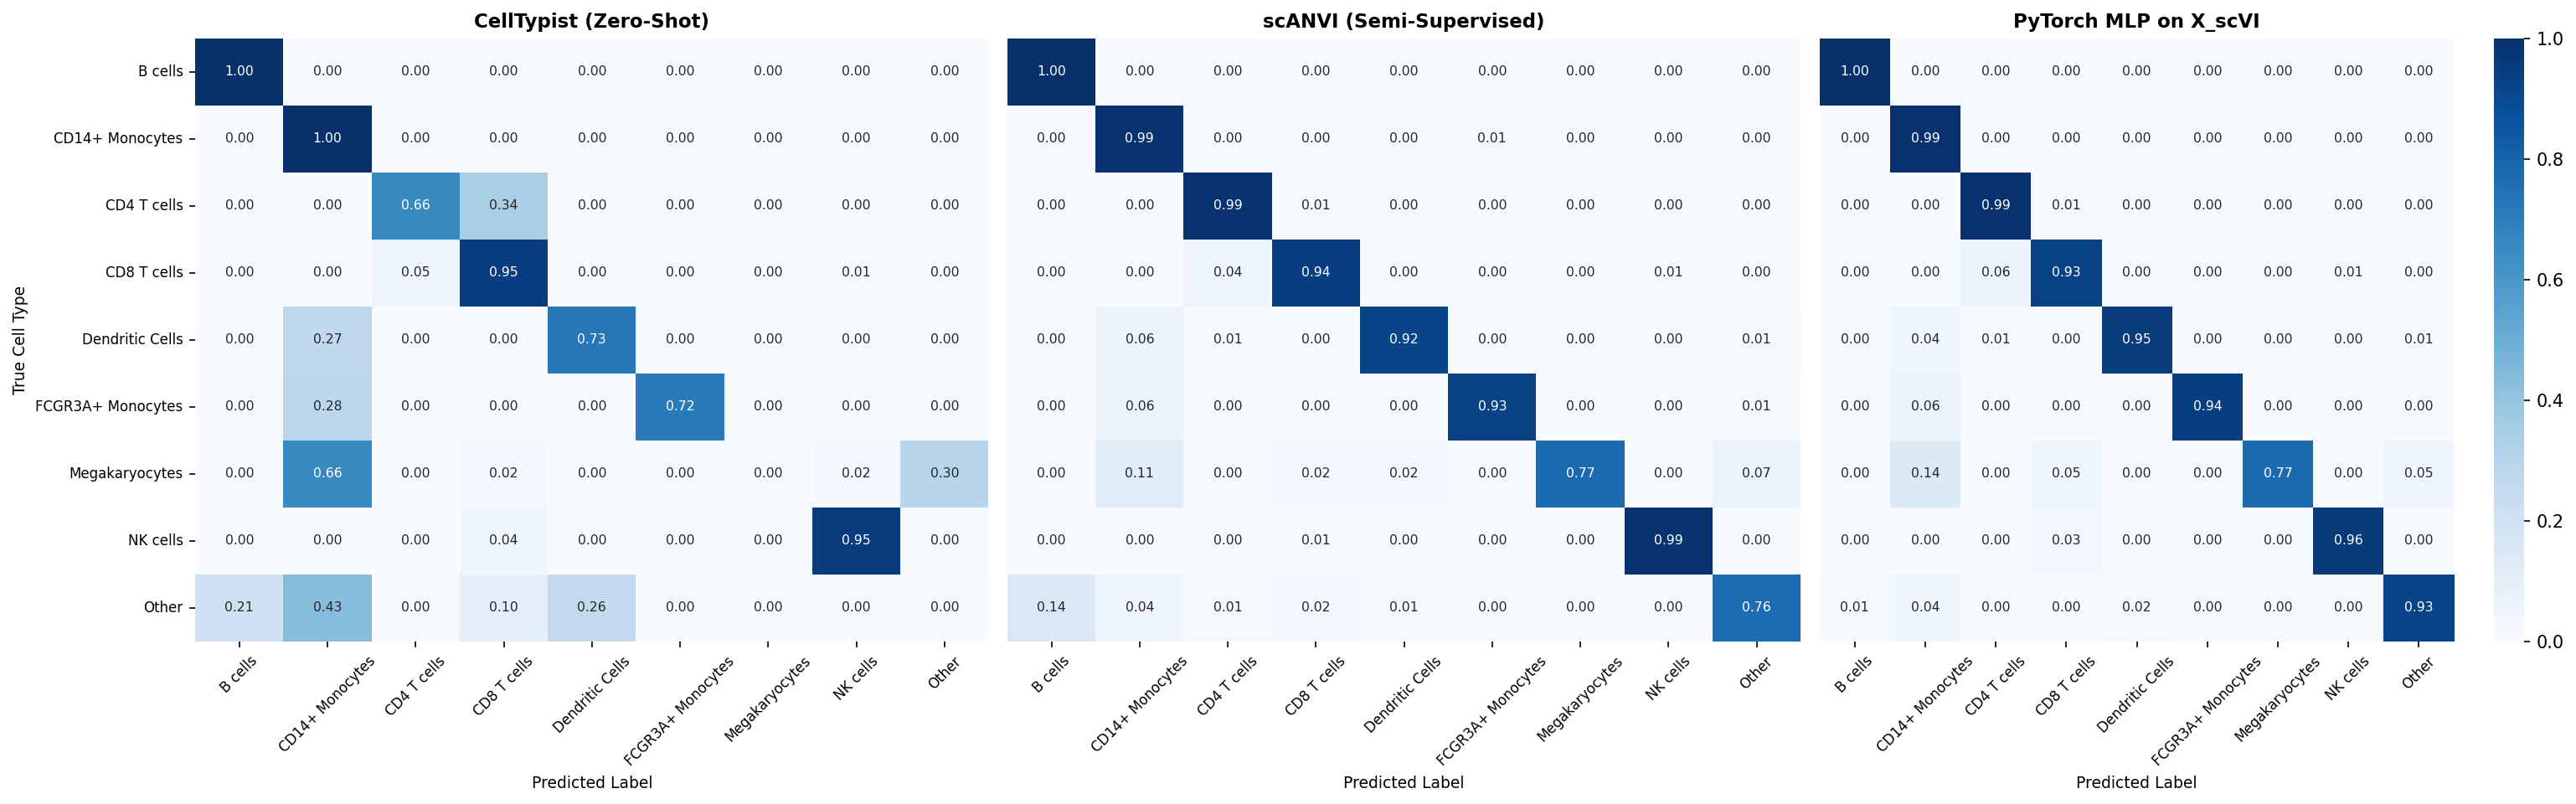 CellTypist (Zero-Shot) scANVI (Semi-Supervised) PyTorch MLP on X_scVI
True Cell Type
B cells 1.00 0.00 0.00 0.00 0.00 0.00 0.00 0.00 0.00 1.00 0.00 0.00 0.00 0.00 0.00 0.00 0.00 0.00 1.00 0.00 0.00 0.00 0.00 0.00 0.00 0.00 0.00 1.0
CD14+ Monocytes 0.00 1.00 0.00 0.00 0.00 0.00 0.00 0.00 0.00 0.00 0.99 0.00 0.00 0.00 0.01 0.00 0.00 0.00 0.00 0.99 0.00 0.00 0.00 0.00 0.00 0.00 0.00 0.8
CD4 T cells 0.00 0.00 0.66 0.34 0.00 0.00 0.00 0.00 0.00 0.00 0.00 0.99 0.01 0.00 0.00 0.00 0.00 0.00 0.00 0.00 0.99 0.01 0.00 0.00 0.00 0.00 0.00
CD8 T cells 0.00 0.00 0.05 0.95 0.00 0.00 0.00 0.01 0.00 0.00 0.00 0.04 0.94 0.00 0.00 0.00 0.01 0.00 0.00 0.00 0.06 0.93 0.00 0.00 0.00 0.01 0.00 0.6
Dendritic Cells 0.00 0.27 0.00 0.00 0.73 0.00 0.00 0.00 0.00 0.00 0.06 0.01 0.00 0.92 0.00 0.00 0.00 0.01 0.00 0.04 0.01 0.00 0.95 0.00 0.00 0.00 0.01
FCGR3A+ Monocytes 0.00 0.28 0.00 0.00 0.00 0.72 0.00 0.00 0.00 0.00 0.06 0.00 0.00 0.00 0.93 0.00 0.00 0.01 0.00 0.06 0.00 0.00 0.00 0.94 0.00 0.00 0.00 0.4
Megakaryocytes 0.00 0.66 0.00 0.02 0.00 0.00 0.00 0.02 0.30 0.00 0.11 0.00 0.02 0.02 0.00 0.77 0.00 0.07 0.00 0.14 0.00 0.05 0.00 0.00 0.77 0.00 0.05
NK cells 0.00 0.00 0.00 0.04 0.00 0.00 0.00 0.95 0.00 0.00 0.00 0.00 0.01 0.00 0.00 0.00 0.99 0.00 0.00 0.00 0.00 0.03 0.00 0.00 0.00 0.96 0.00 0.2
Other 0.21 0.43 0.00 0.10 0.26 0.00 0.00 0.00 0.00 0.14 0.04 0.01 0.02 0.01 0.00 0.00 0.00 0.76 0.01 0.04 0.00 0.00 0.02 0.00 0.00 0.00 0.93 0.0
B cells CD14+ Monocytes CD4 T cells CD8 T cells Dendritic Cells FCGR3A+ Monocytes Megakaryocytes NK cells Other B cells CD14+ Monocytes CD4 T cells CD8 T cells Dendritic Cells FCGR3A+ Monocytes Megakaryocytes NK cells Other B cells CD14+ Monocytes CD4 T cells CD8 T cells Dendritic Cells FCGR3A+ Monocytes Megakaryocytes NK cells Other
Predicted Label Predicted Label Predicted Label